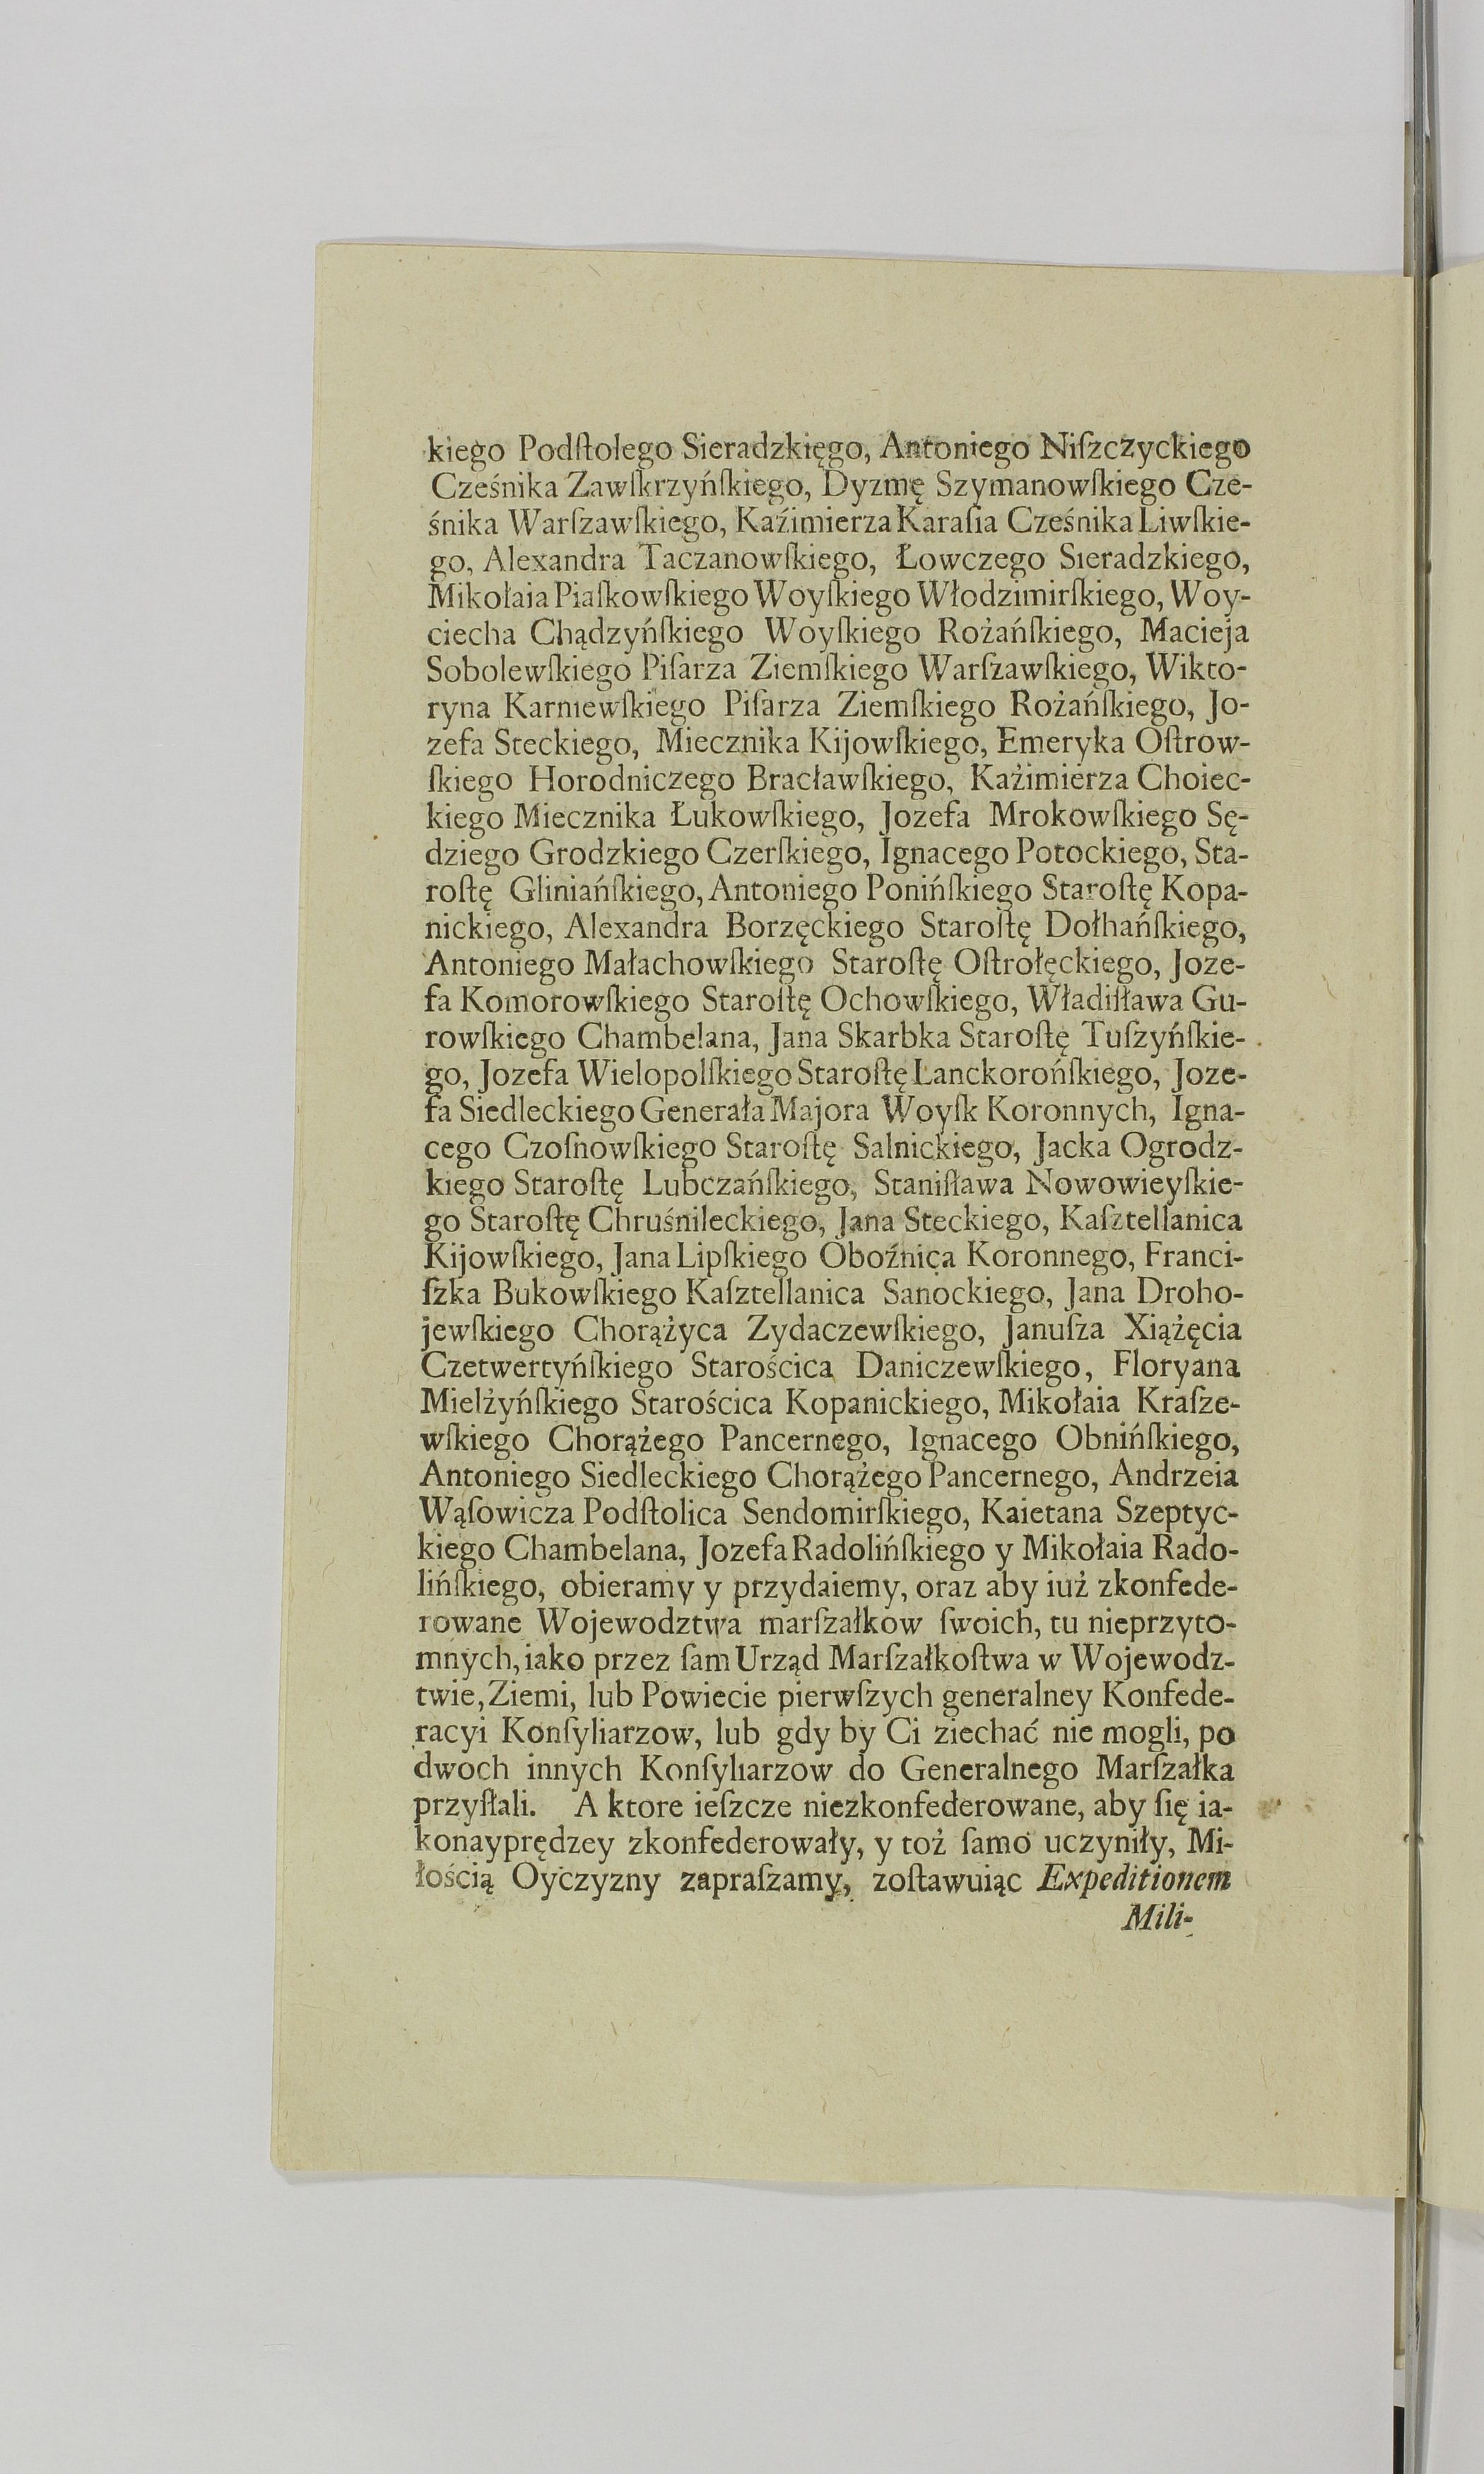 kiego Podſtolego Sieradzkięgo, Antoniego Niſzczyckiego
Cześnika Zawſkrzyńſkiego, Dyzmę Szymanowſkiego Cze-
śnika Warſzawſkiego, Kaźimierza Karaſia Cześnika Liwſkie-
go, Alexandra Taczanowſkiego, Łowczego Sieradzkiego,
Mikołaia Piaſkowſkiego Woyſkiego Włodzimirſkiego, Woy-
ciecha Chądzyńſkiego Woyſkiego Rożańſkiego, Macieja
Sobolewſkiego Piſarza Ziemſkiego Warſzawſkiego, Wikto-
ryna Karniewſkiego Piſarza Ziemſkiego Rożańſkiego, Jo-
zefa Steckiego, Miecznika Kijowſkiego, Emeryka Oſtrow-
ſkiego Horodniczego Bracławſkiego, Kaźimierza Choiec-
kiego Miecznika Łukowſkiego, Jozefa Mrokowſkiego Sę-
dziego Grodzkiego Czerſkiego, Ignacego Potockiego, Sta-
roſtę Gliniańſkiego, Antoniego Ponińſkiego Staroſtę Kopa-
nickiego, Alexandra Borzęckiego Staroſtę Dołhańſkiego,
Antoniego Małachowſkiego Staroſtę Oſtrołęckiego, Joze-
fa Komorowſkiego Staroſtę Ochowſkiego, Władiſława Gu-
rowſkiego Chambelana, Jana Skarbka Staroſtę Tuſzyńſkie-
go, Jozefa Wielopolſkiego Staroſtę Lanckorońſkiego, Joze-
fa Siedleckiego Generała Majora Woyſk Koronnych, Igna-
cego Czoſnowſkiego Staroſtę Salnickiego, Jacka Ogrodz-
kiego Staroſtę Lubczańſkiego, Staniſława Nowowieyſkie-
go Staroſtę Chruśnileckiego, Jana Steckiego, Kaſztellanica
Kijowſkiego, Jana Lipſkiego Oboźnica Koronnego, Franci-
ſzka Bukowſkiego Kaſztellanica Sanockiego, Jana Droho-
jewſkiego Chorążyca Zydaczewſkiego, Januſza Xiążęcia
Czetwertyńſkiego Starościca Daniczewſkiego, Floryana
Mielżyńſkiego Starościca Kopanickiego, Mikołaia Kraſze-
wſkiego Chorążego Pancernego, Ignacego Obnińſkiego,
Antoniego Siedleckiego Chorążego Pancernego, Andrzeia
Wąſowicza Podſtolica Sendomirſkiego, Kaietana Szeptyc-
kiego Chambelana, Jozefa Radolińſkiego y Mikołaia Rado-
lińſkiego, obieramy y przydaiemy, oraz aby iuż zkonfede-
rowane Wojewodztwa marſzałkow ſwoich, tu nieprzyto-
mnych, iako przez ſam Urząd Marſzałkoſtwa w Wojewodz-
twie, Ziemi, lub Powiecie pierwſzych generalney Konfede-
racyi Konſyliarzow, lub gdy by Ci ziechać nie mogli, po
dwoch innych Konſyliarzow do Generalnego Marſzałka
przyſłali. A ktore ieſzcze niezkonfederowane, aby ſię ia-
konayprędzey zkonfederowały, y toż ſamo uczyniły, Mi-
łością Oyczyzny zapraſzamy, zoſtawuiąc Expeditionem
Mili-